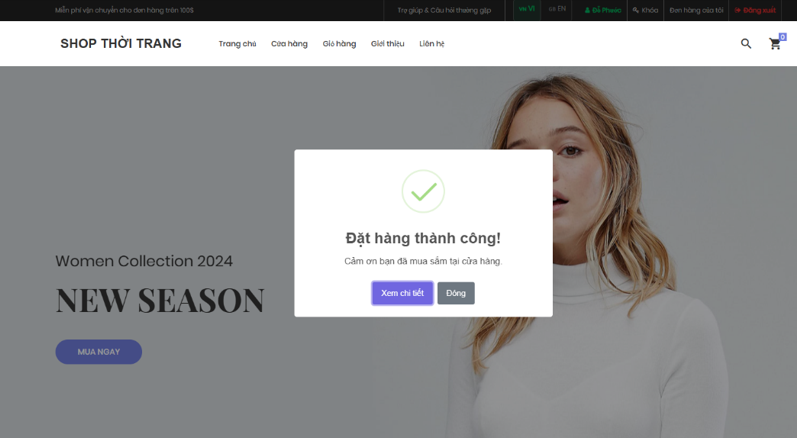 Miễn phí vận chuyển cho đơn hàng trên 100$
Trợ giúp & Câu hỏi thường gặp
VN VI
EN
Đỗ Phước
Khóa
Đơn hàng của tôi
Đăng xuất
SHOP THỜI TRANG
Trang chủ
Cửa hàng
Giỏ hàng
Giới thiệu
Liên hệ
0
Đặt hàng thành công!
Cảm ơn bạn đã mua sắm tại cửa hàng.
Xem chi tiết
Đóng
Women Collection 2024
NEW SEASON
MUA NGAY